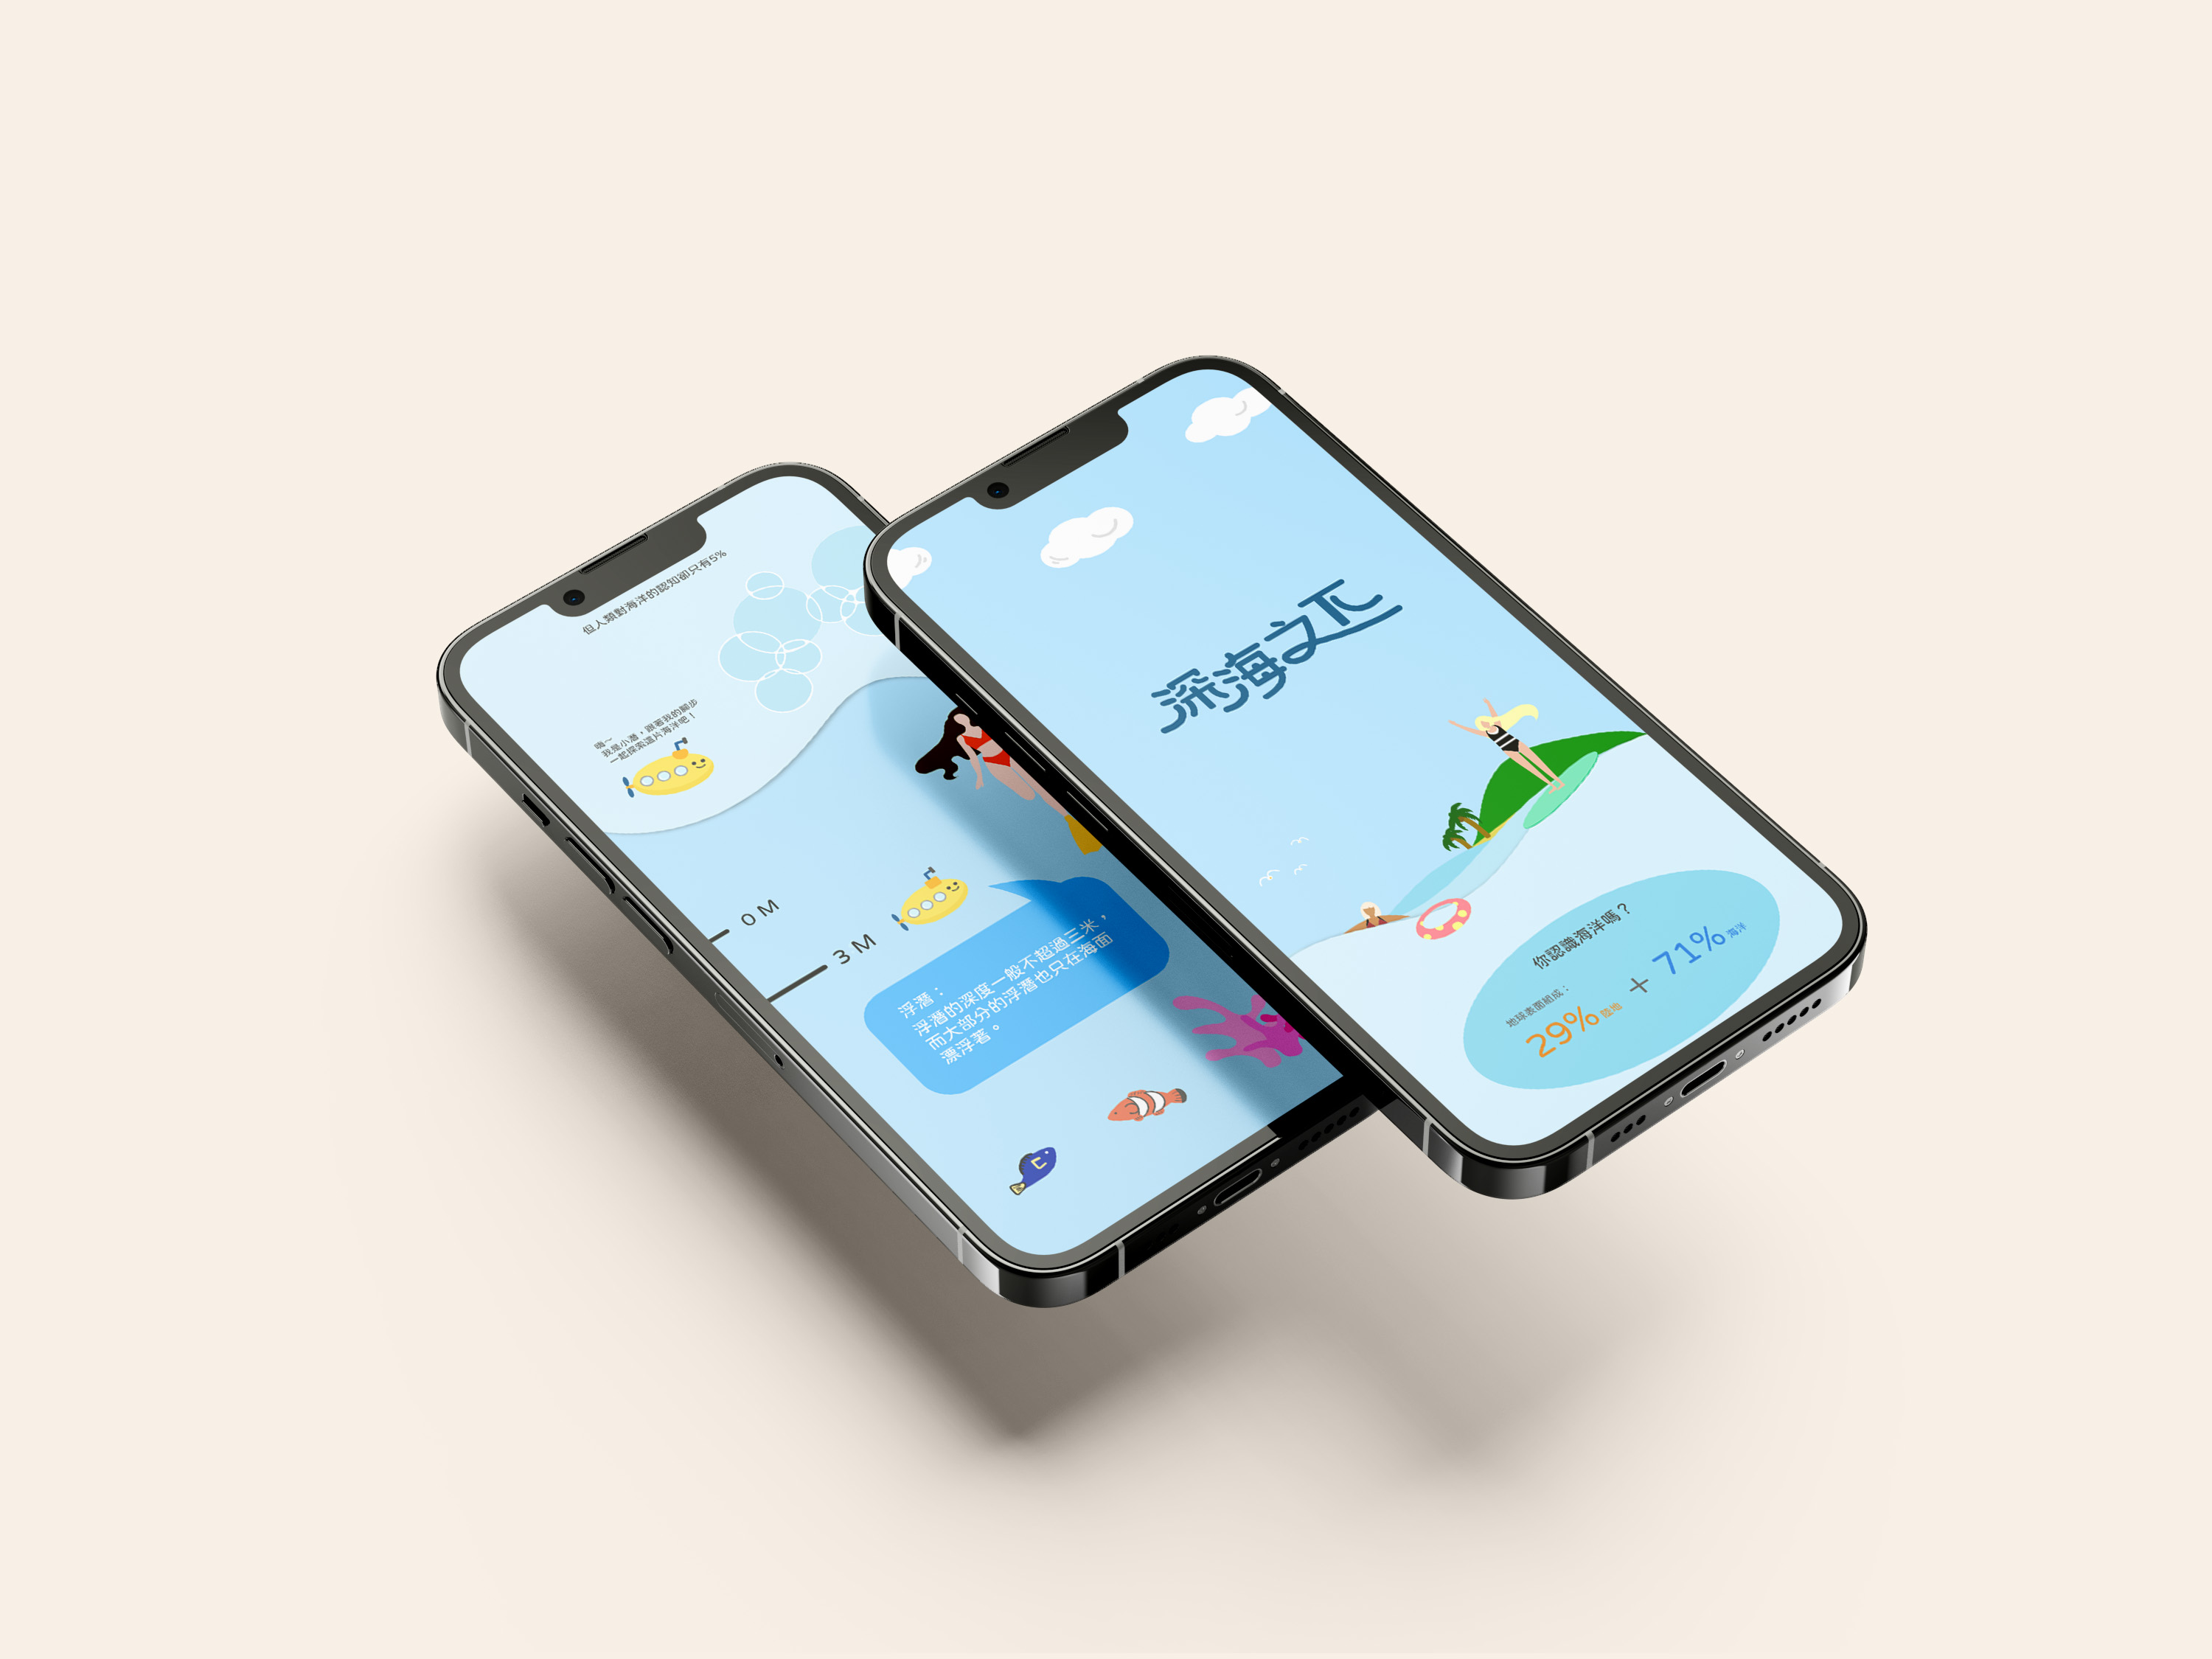 但人類對海洋的認知卻只有5%
嗨～
我是小潛，跟著我的腳步
一起探索這片海洋吧！
0 M
3 M
浮潛：
浮潛的深度一般不超過三米，
而大部分的浮潛也只在海面
漂浮著。
深海之下
你認識海洋嗎？
地球表面組成：
29% 陸地 + 71% 海洋